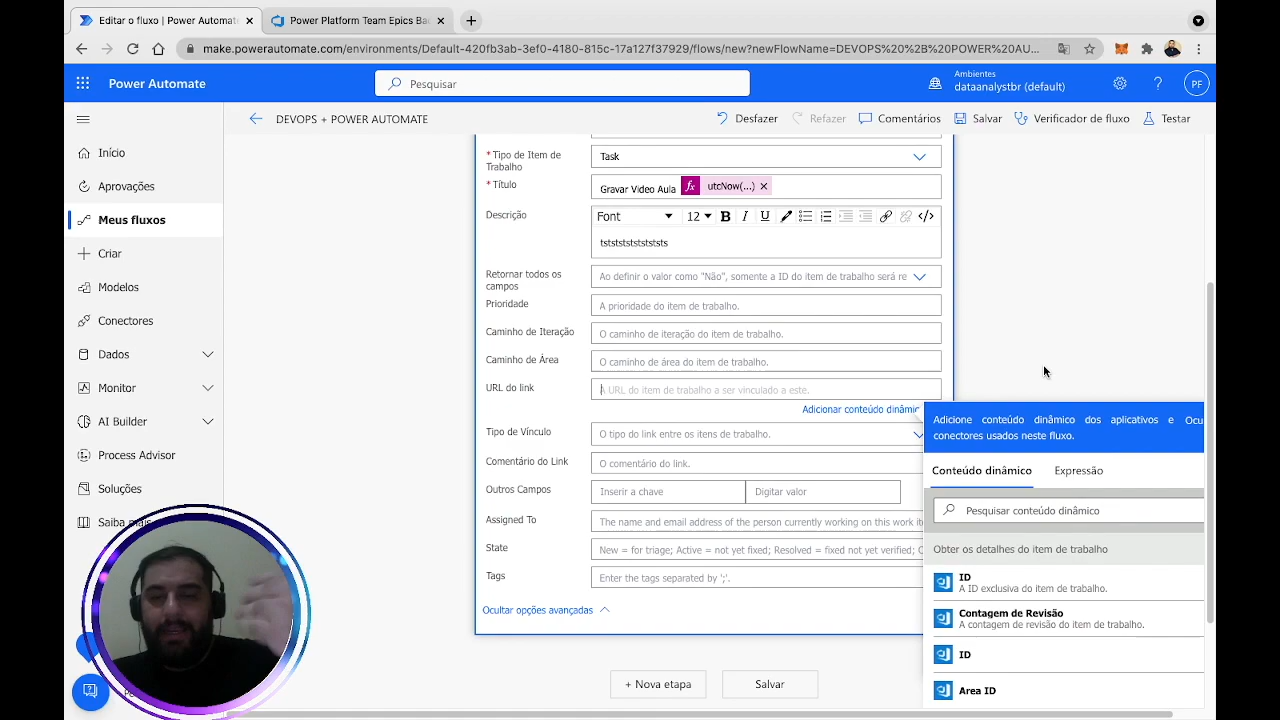 Editar o fluxo | Power Automate
Power Platform Team Epics Bac
make.powerautomate.com/environments/Default-420fb3ab-3ef0-4180-815c-17a127f37929/flows/new?newFlowName=DEVOPS%20%2B%20POWER%20AU...
Power Automate
Pesquisar
Ambientes
dataanalystbr (default)
PF
DEVOPS + POWER AUTOMATE
Desfazer
Refazer
Comentários
Salvar
Verificador de fluxo
Testar
Início
Aprovações
Meus fluxos
Criar
Modelos
Conectores
Dados
Monitor
AI Builder
Process Advisor
Soluções
Saiba mais
* Tipo de Item de Trabalho
Task
* Título
Gravar Video Aula
fx utcNow(...)
Descrição
Font
12
B I U
tstststststststs
Retornar todos os campos
Ao definir o valor como "Não", somente a ID do item de trabalho será re
Prioridade
A prioridade do item de trabalho.
Caminho de Iteração
O caminho de iteração do item de trabalho.
Caminho de Área
O caminho de área do item de trabalho.
URL do link
A URL do item de trabalho a ser vinculado a este.
Adicionar conteúdo dinâmic
Tipo de Vínculo
O tipo do link entre os itens de trabalho.
Comentário do Link
O comentário do link.
Outros Campos
Inserir a chave
Digitar valor
Assigned To
The name and email address of the person currently working on this work ite
State
New = for triage; Active = not yet fixed; Resolved = fixed not yet verified; C
Tags
Enter the tags separated by ';'.
Ocultar opções avançadas
+ Nova etapa
Salvar
Adicione conteúdo dinâmico dos aplicativos e
conectores usados neste fluxo.
Ocu
Conteúdo dinâmico
Expressão
Pesquisar conteúdo dinâmico
Obter os detalhes do item de trabalho
ID
A ID exclusiva do item de trabalho.
Contagem de Revisão
A contagem de revisão do item de trabalho.
ID
Area ID